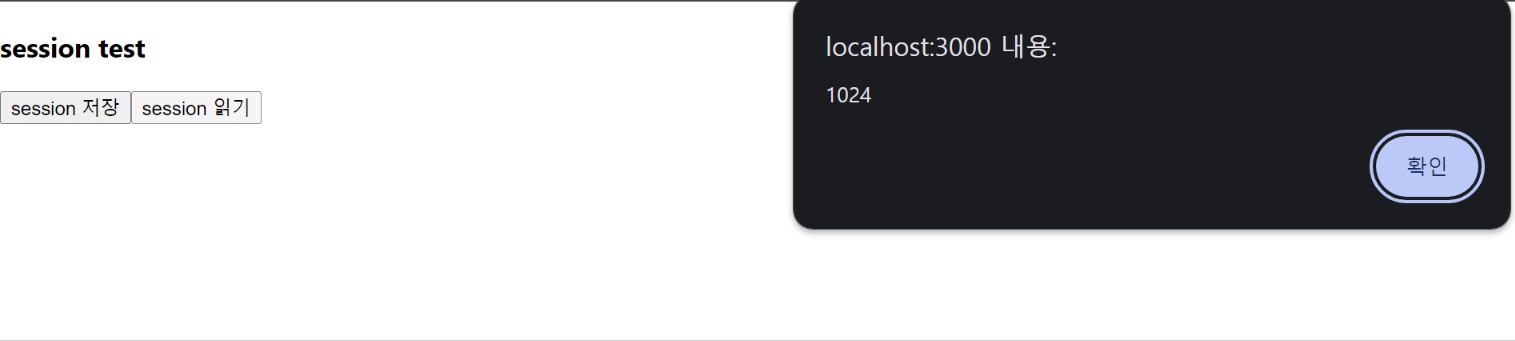 session test
session 저장 session 읽기
localhost:3000 내용:
1024
확인